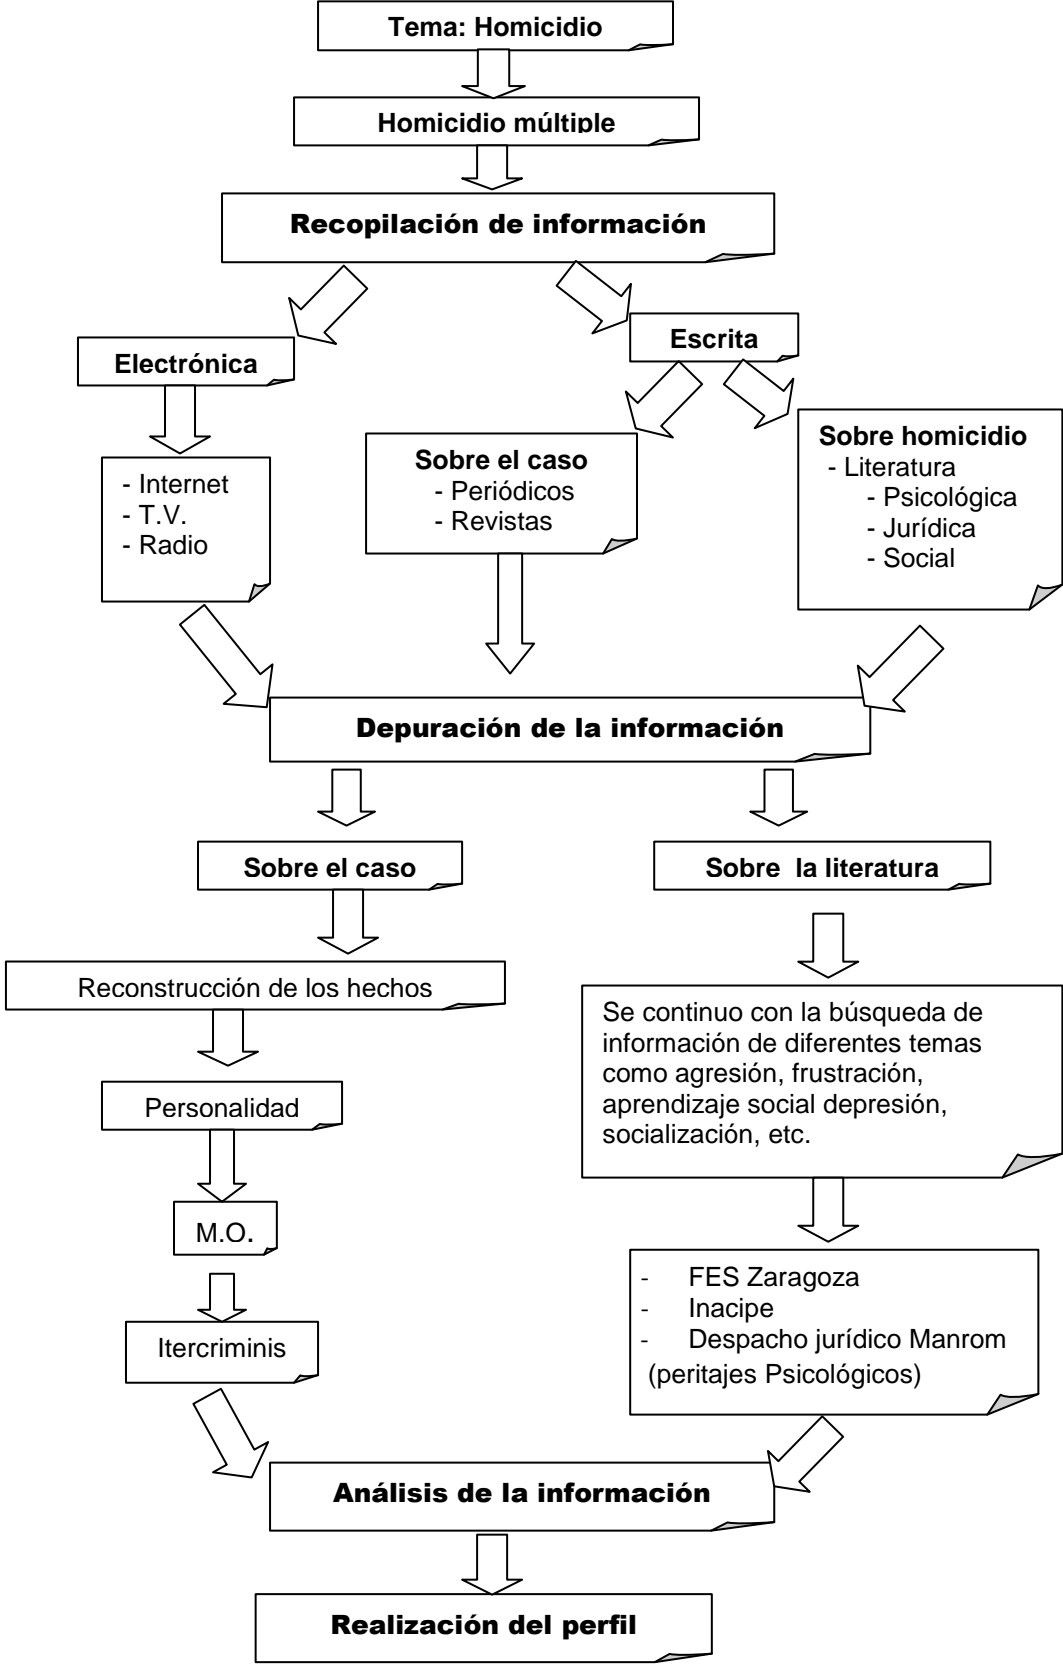 Tema: Homicidio
Homicidio múltiple
Recopilación de información
Electrónica
Escrita
- Internet
- T.V.
- Radio
Sobre el caso
- Periódicos
- Revistas
Sobre homicidio
- Literatura
- Psicológica
- Jurídica
- Social
Depuración de la información
Sobre el caso
Sobre la literatura
Reconstrucción de los hechos
Personalidad
M.O.
Itercriminis
Se continuo con la búsqueda de
información de diferentes temas
como agresión, frustración,
aprendizaje social depresión,
socialización, etc.
- FES Zaragoza
- Inacipe
- Despacho jurídico Manrom
(peritajes Psicológicos)
Análisis de la información
Realización del perfil